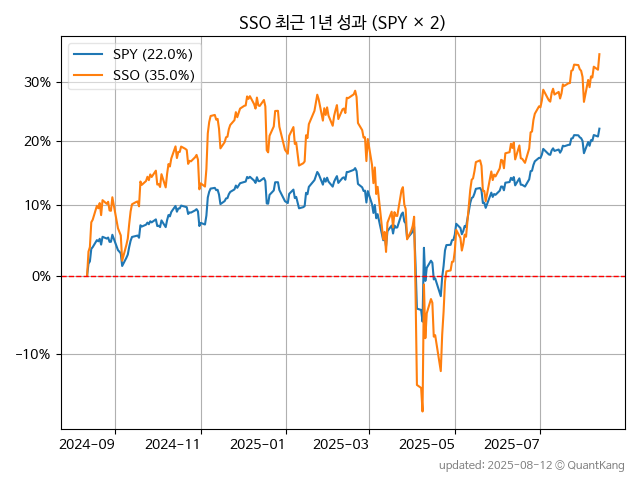 SSO 최근 1년 성과 (SPY × 2)
SPY (22.0%)
SSO (35.0%)
30%
20%
10%
0%
−10%
2024−09 2024−11 2025−01 2025−03 2025−05 2025−07
updated: 2025-08-12 © QuantKang